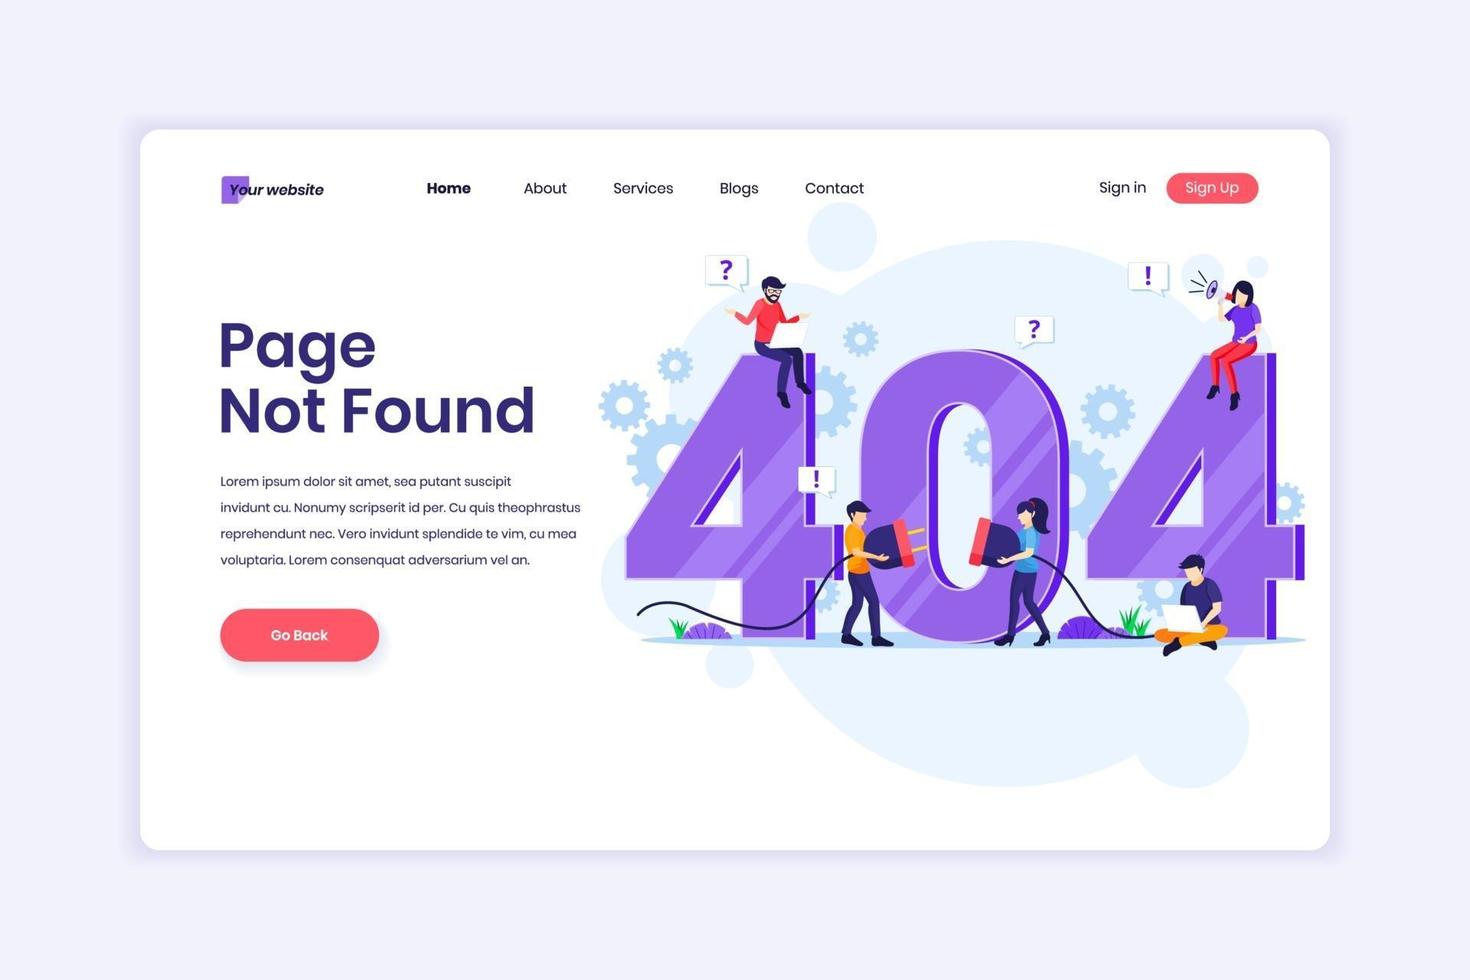 Your website
Home About Services Blogs Contact
Sign in Sign Up
Page
Not Found
Lorem ipsum dolor sit amet, sea putant suscipit
invidunt cu. Nonumy scripserit id per. Cu quis theophrastus
reprehendunt nec. Vero invidunt splendide te vim, cu mea
voluptaria. Lorem consequat adversarium vel an.
Go Back
?
!
?
404
!